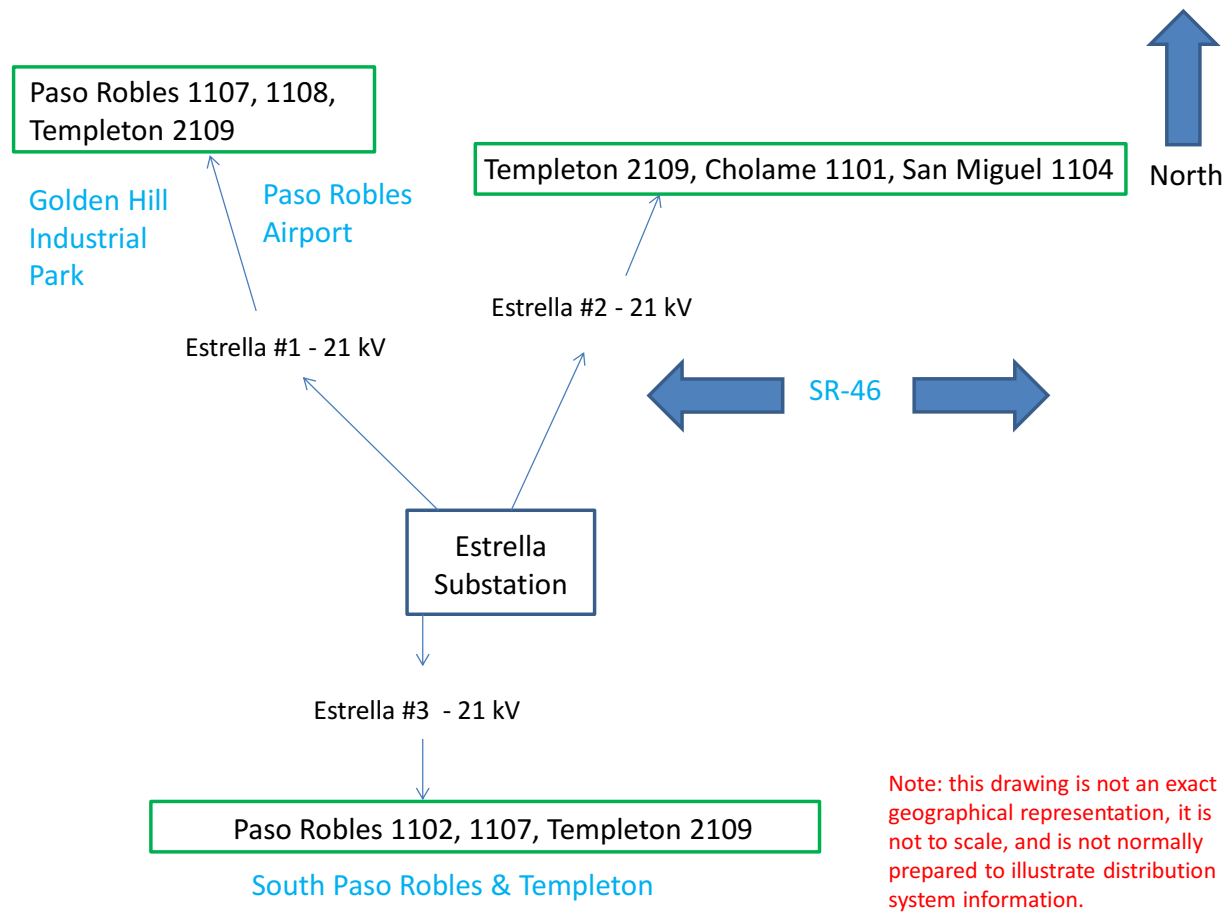 Paso Robles 1107, 1108,
Templeton 2109
Templeton 2109, Cholame 1101, San Miguel 1104
North
Golden Hill
Industrial
Park
Paso Robles
Airport
Estrella #2 - 21 kV
Estrella #1 - 21 kV
SR-46
Estrella
Substation
Estrella #3  - 21 kV
Paso Robles 1102, 1107, Templeton 2109
South Paso Robles & Templeton
Note: this drawing is not an exact
geographical representation, it is
not to scale, and is not normally
prepared to illustrate distribution
system information.